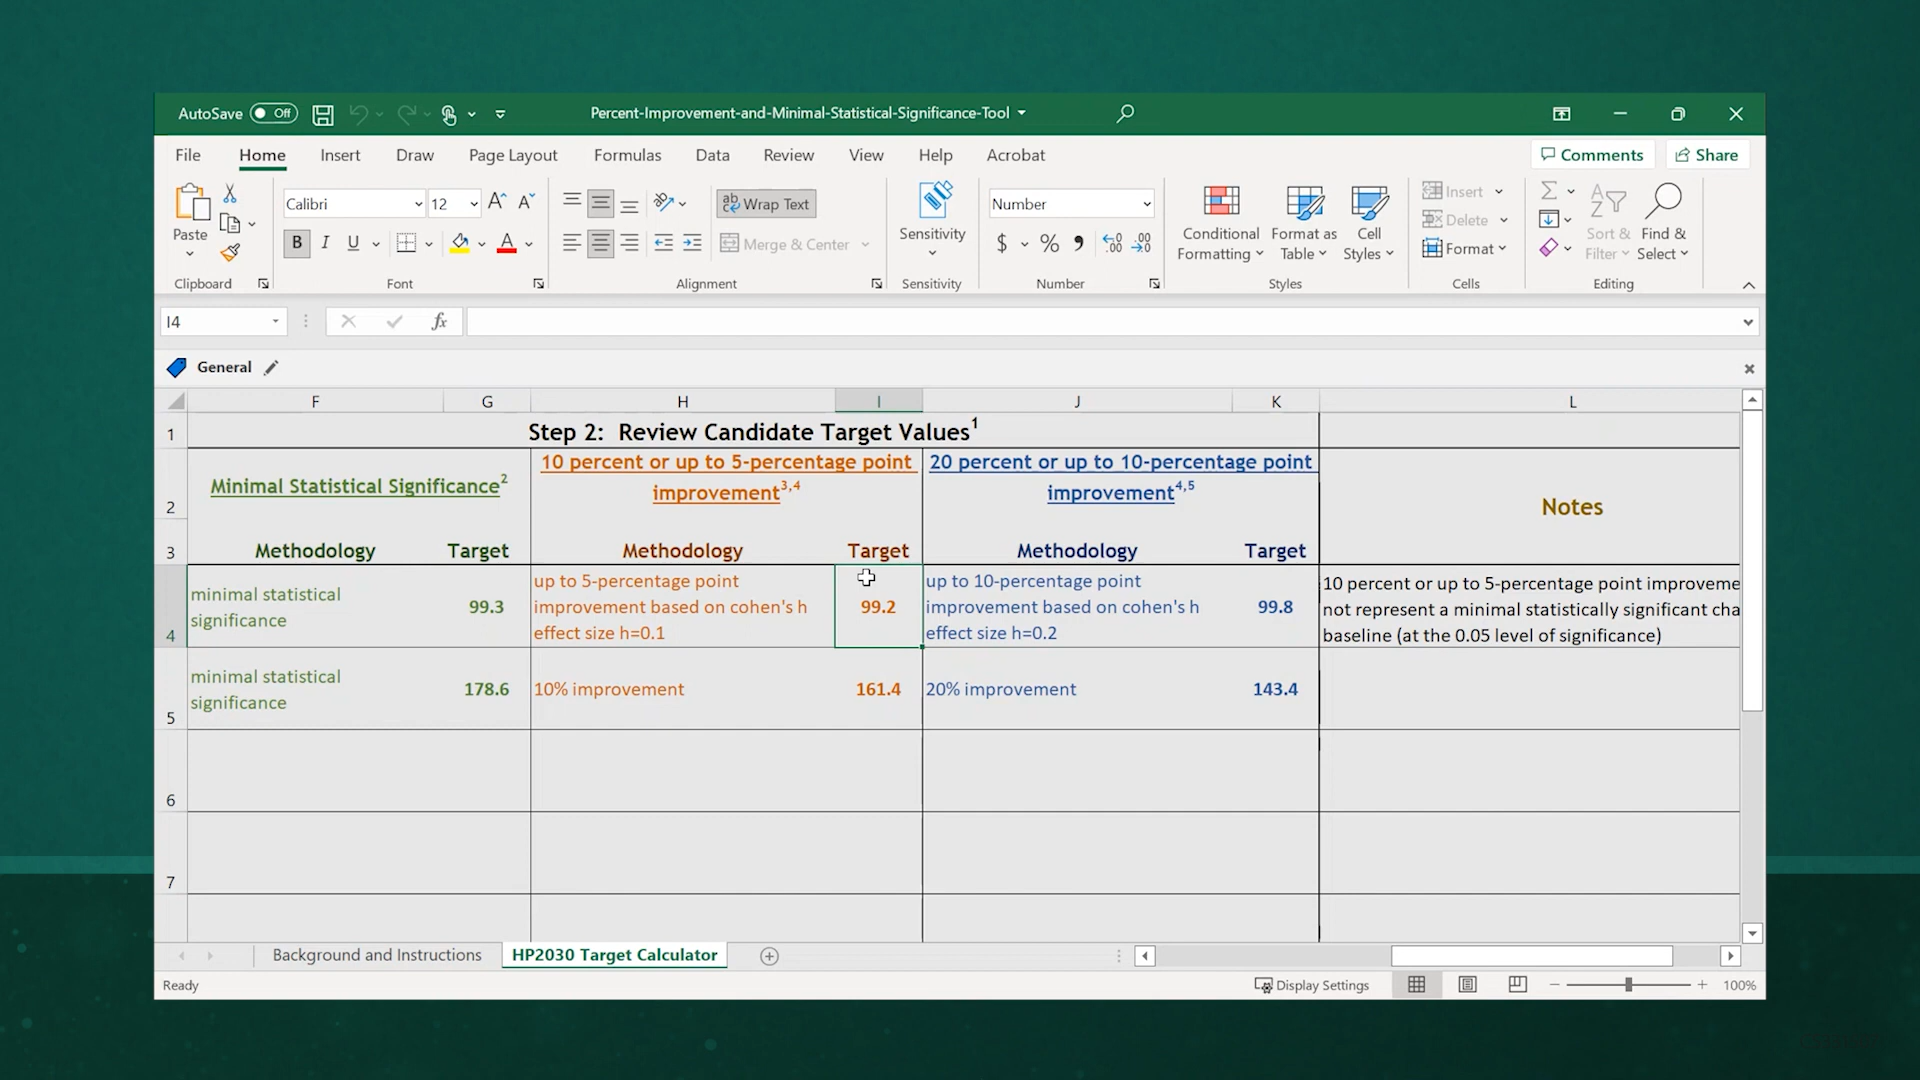 AutoSave Off Percent-Improvement-and-Minimal-Statistical-Significance-Tool
File Home Insert Draw Page Layout Formulas Data Review View Help Acrobat Comments Share
Paste
Clipboard
Calibri 12
B I U A
Font
ab Wrap Text
Merge & Center
Alignment
Sensitivity
Sensitivity
Number
$ % ,
Number
Conditional Formatting
Format as Table
Cell Styles
Styles
Insert
Delete
Format
Cells
Sort & Filter
Find & Select
Editing
I4 fx
General
F G H I J K L
1 Step 2: Review Candidate Target Values1
2 Minimal Statistical Significance2
10 percent or up to 5-percentage point
improvement3,4
20 percent or up to 10-percentage point
improvement4,5
Notes
3 Methodology Target Methodology Target Methodology Target
4 minimal statistical
significance
99.3
up to 5-percentage point
improvement based on cohen's h
effect size h=0.1
99.2
up to 10-percentage point
improvement based on cohen's h
effect size h=0.2
99.8
10 percent or up to 5-percentage point improveme
not represent a minimal statistically significant cha
baseline (at the 0.05 level of significance)
5 minimal statistical
significance
178.6
10% improvement
161.4
20% improvement
143.4
6
7
Background and Instructions HP2030 Target Calculator
Ready Display Settings 100%